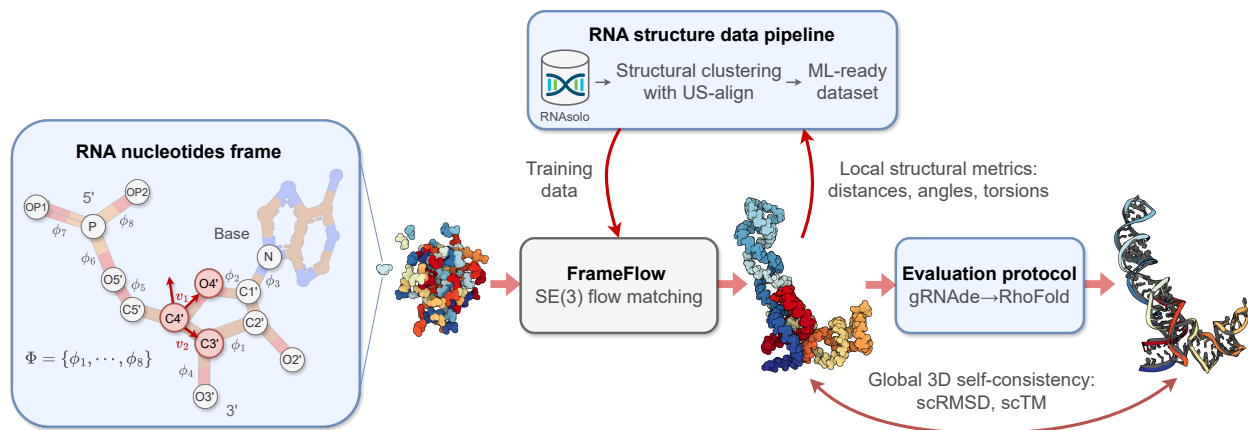 RNA structure data pipeline
RNAsolo
Structural clustering
with US-align
ML-ready
dataset
RNA nucleotides frame
OP1
5'
OP2
P
ϕ7
ϕ8
ϕ6
Base
N
O5'
ϕ5
C5'
v1
O4'
ϕ2
C1'
ϕ3
C4'
v2
C3'
ϕ1
C2'
Φ = {ϕ1, ⋯, ϕ8}
ϕ4
O2'
O3'
3'
Training
data
Local structural metrics:
distances, angles, torsions
FrameFlow
SE(3) flow matching
Evaluation protocol
gRNAde→RhoFold
Global 3D self-consistency:
scRMSD, scTM